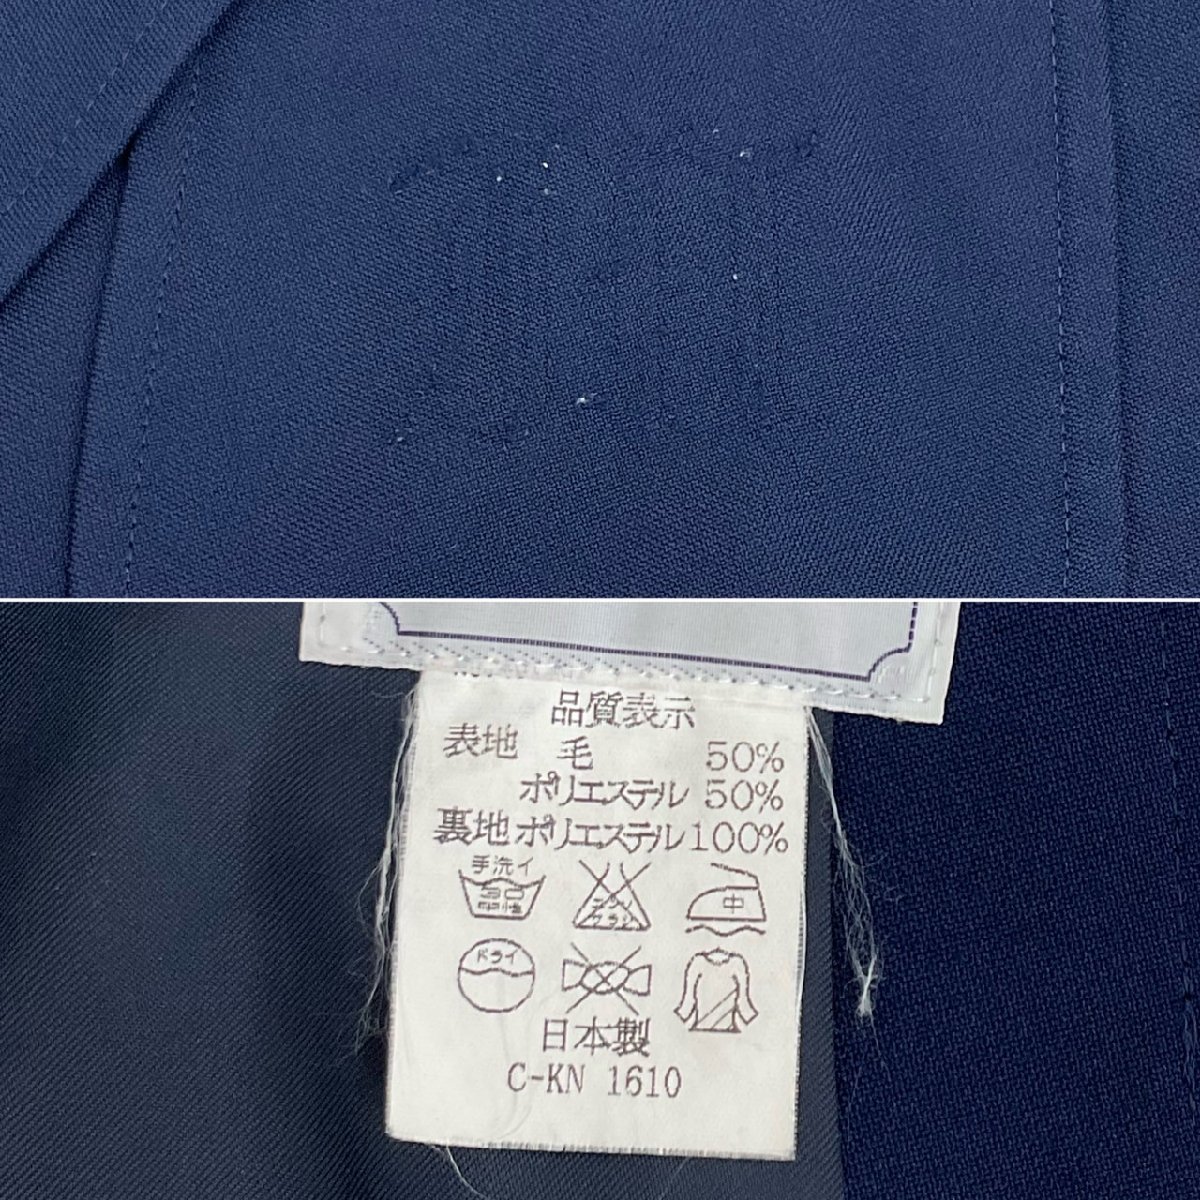 品質表示
表地 毛 50%
ポリエステル 50%
裏地 ポリエステル 100%
手洗イ
中
ドライ
日本製
C-KN 1610